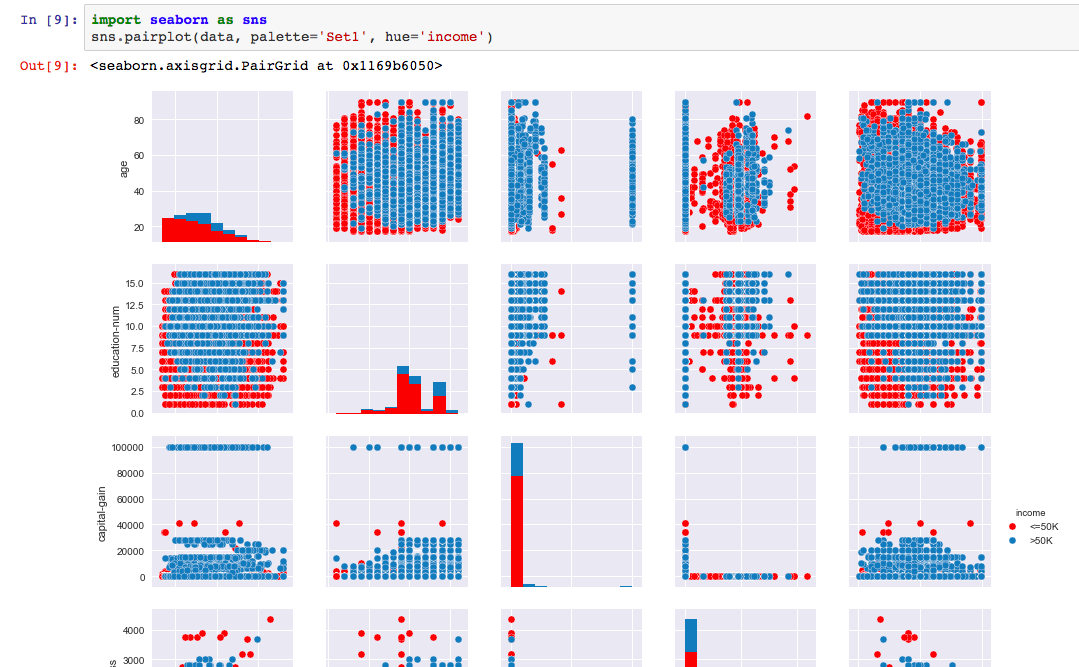 In [9]: import seaborn as sns
sns.pairplot(data, palette='Set1', hue='income')
Out[9]: <seaborn.axisgrid.PairGrid at 0x1169b6050>
80
60
40
20
age
15.0
12.5
10.0
7.5
5.0
2.5
0.0
education-num
100000
80000
60000
40000
20000
0
capital-gain
income
<=50K
>50K
4000
3000
ss